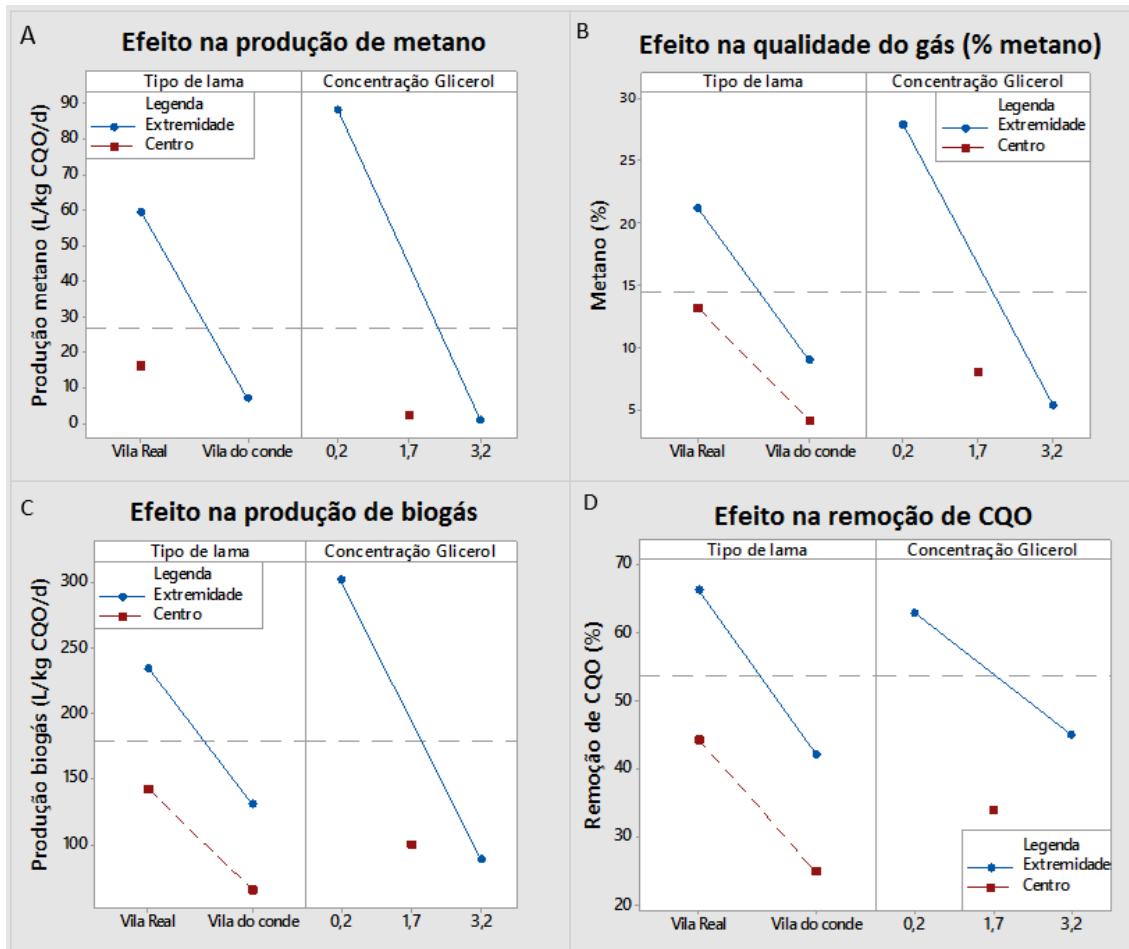 A
Efeito na produção de metano
Tipo de lama
Concentração Glicerol
Legenda
Extremidade
Centro
Produção metano (L/kg CQO/d)
90
80
70
60
50
40
30
20
10
0
Vila Real
Vila do conde
0,2
1,7
3,2
B
Efeito na qualidade do gás (% metano)
Tipo de lama
Concentração Glicerol
Legenda
Extremidade
Centro
Metano (%)
30
25
20
15
10
5
Vila Real
Vila do conde
0,2
1,7
3,2
C
Efeito na produção de biogás
Tipo de lama
Concentração Glicerol
Legenda
Extremidade
Centro
Produção biogás (L/kg CQO/d)
300
250
200
150
100
Vila Real
Vila do conde
0,2
1,7
3,2
D
Efeito na remoção de CQO
Tipo de lama
Concentração Glicerol
Remoção de CQO (%)
70
60
50
40
30
20
Legenda
Extremidade
Centro
Vila Real
Vila do conde
0,2
1,7
3,2